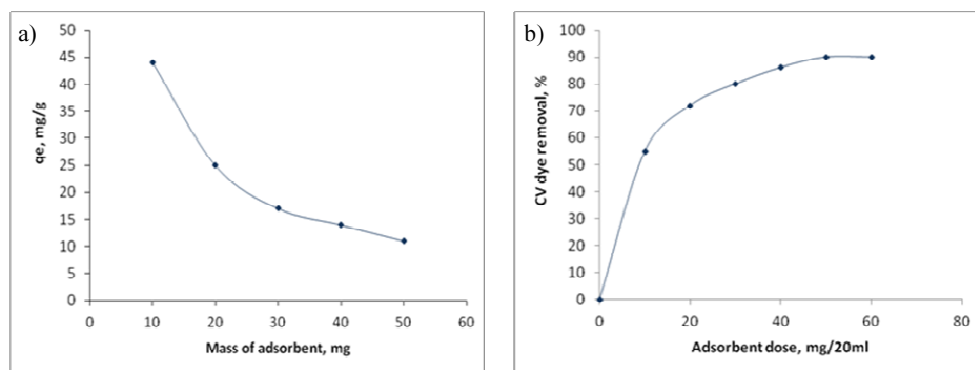 a)
50
45
40
35
30
25
20
15
10
5
0
qe, mg/g
0 10 20 30 40 50 60
Mass of adsorbent, mg
b)
100
90
80
70
60
50
40
30
20
10
0
CV dye removal, %
0 20 40 60 80
Adsorbent dose, mg/20ml